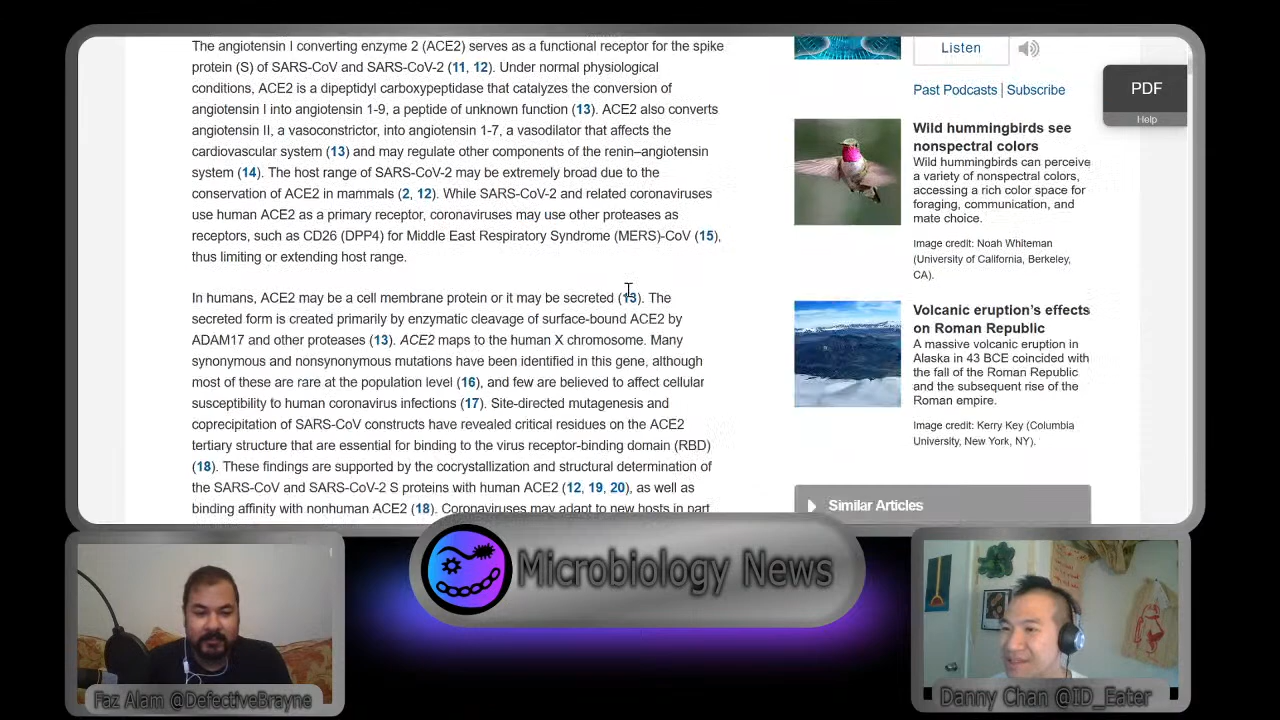 The angiotensin I converting enzyme 2 (ACE2) serves as a functional receptor for the spike
protein (S) of SARS-CoV and SARS-CoV-2 (11, 12). Under normal physiological
conditions, ACE2 is a dipeptidyl carboxypeptidase that catalyzes the conversion of
angiotensin I into angiotensin 1-9, a peptide of unknown function (13). ACE2 also converts
angiotensin II, a vasoconstrictor, into angiotensin 1-7, a vasodilator that affects the
cardiovascular system (13) and may regulate other components of the renin–angiotensin
system (14). The host range of SARS-CoV-2 may be extremely broad due to the
conservation of ACE2 in mammals (2, 12). While SARS-CoV-2 and related coronaviruses
use human ACE2 as a primary receptor, coronaviruses may use other proteases as
receptors, such as CD26 (DPP4) for Middle East Respiratory Syndrome (MERS)-CoV (15),
thus limiting or extending host range.
In humans, ACE2 may be a cell membrane protein or it may be secreted (13). The
secreted form is created primarily by enzymatic cleavage of surface-bound ACE2 by
ADAM17 and other proteases (13). ACE2 maps to the human X chromosome. Many
synonymous and nonsynonymous mutations have been identified in this gene, although
most of these are rare at the population level (16), and few are believed to affect cellular
susceptibility to human coronavirus infections (17). Site-directed mutagenesis and
coprecipitation of SARS-CoV constructs have revealed critical residues on the ACE2
tertiary structure that are essential for binding to the virus receptor-binding domain (RBD)
(18). These findings are supported by the cocrystallization and structural determination of
the SARS-CoV and SARS-CoV-2 S proteins with human ACE2 (12, 19, 20), as well as
binding affinity with nonhuman ACE2 (18). Coronaviruses may adapt to new hosts in part
Listen
Past Podcasts | Subscribe
Wild hummingbirds see
nonspectral colors
Wild hummingbirds can perceive
a variety of nonspectral colors,
accessing a rich color space for
foraging, communication, and
mate choice.
Image credit: Noah Whiteman
(University of California, Berkeley,
CA).
Volcanic eruption's effects
on Roman Republic
A massive volcanic eruption in
Alaska in 43 BCE coincided with
the fall of the Roman Republic
and the subsequent rise of the
Roman empire.
Image credit: Kerry Key (Columbia
University, New York, NY).
Similar Articles
PDF
Help
Microbiology News
Faz Alam @DefectiveBrayne
Danny Chan @ID_Eater